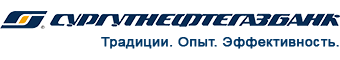 СУРГУТНЕФТЕГАЗБАНК
Традиции. Опыт. Эффективность.